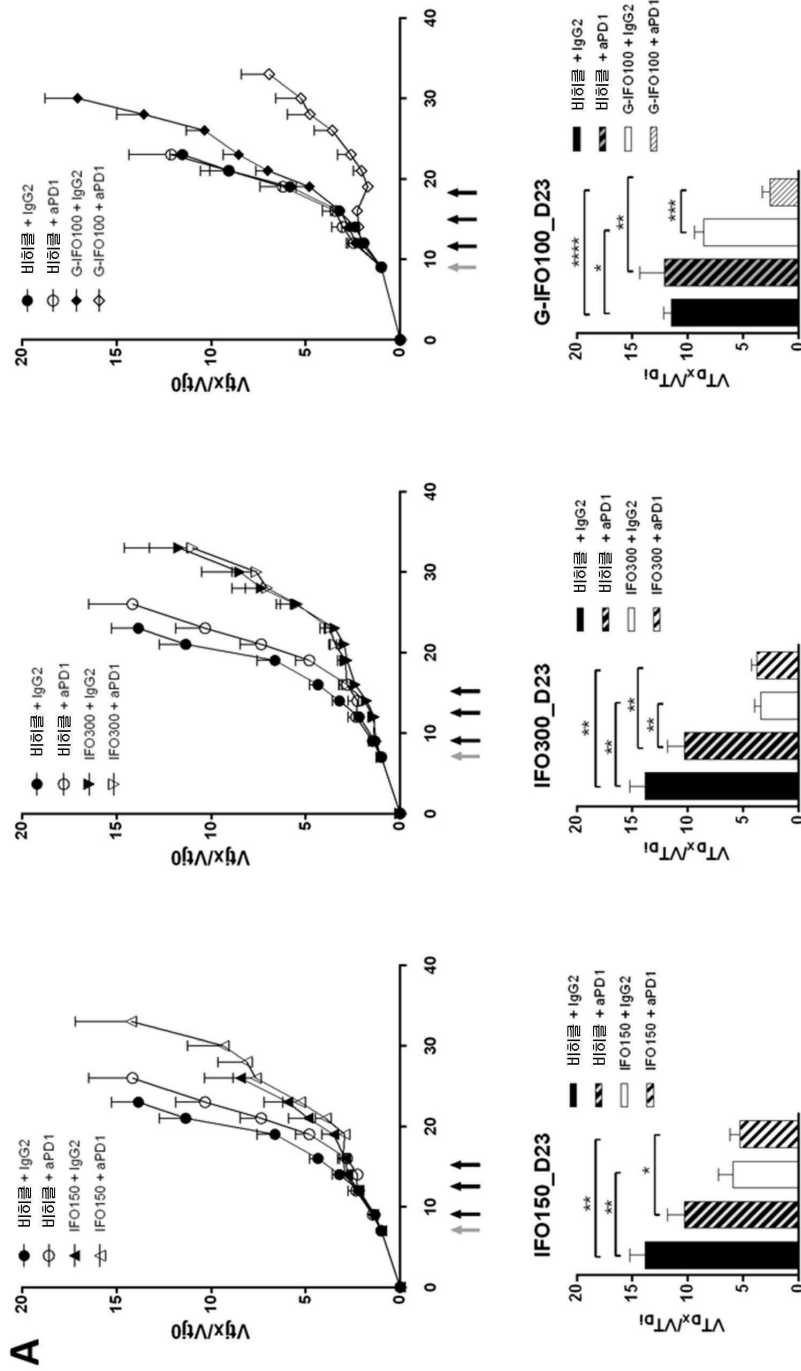 A
비히클 + IgG2
비히클 + aPD1
IFO150 + IgG2
IFO150 + aPD1
Vtjx/Vtj0
20
15
10
5
0
0
10
20
30
40
비히클 + IgG2
비히클 + aPD1
IFO300 + IgG2
IFO300 + aPD1
Vtjx/Vtj0
20
15
10
5
0
0
10
20
30
40
비히클 + IgG2
비히클 + aPD1
G-IFO100 + IgG2
G-IFO100 + aPD1
Vtjx/Vtj0
20
15
10
5
0
0
10
20
30
40
IFO150_D23
비히클 + IgG2
비히클 + aPD1
IFO150 + IgG2
IFO150 + aPD1
VTDx/VTDi
20
15
10
5
0
**
**
*
IFO300_D23
비히클 + IgG2
비히클 + aPD1
IFO300 + IgG2
IFO300 + aPD1
VTDx/VTDi
20
15
10
5
0
**
**
**
**
G-IFO100_D23
비히클 + IgG2
비히클 + aPD1
G-IFO100 + IgG2
G-IFO100 + aPD1
VTDx/VTDi
20
15
10
5
0
****
*
**
***